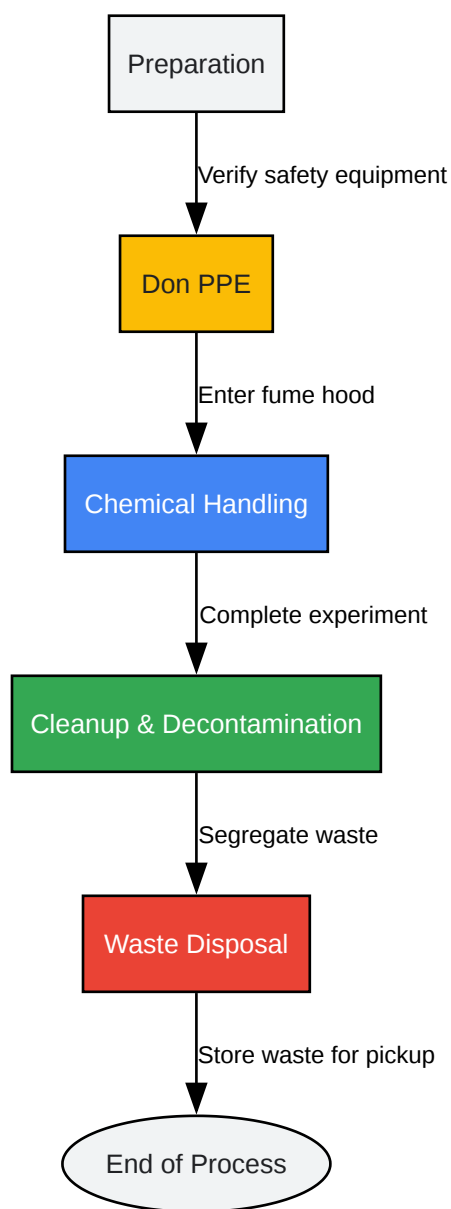 Preparation
Verify safety equipment
Don PPE
Enter fume hood
Chemical Handling
Complete experiment
Cleanup & Decontamination
Segregate waste
Waste Disposal
Store waste for pickup
End of Process